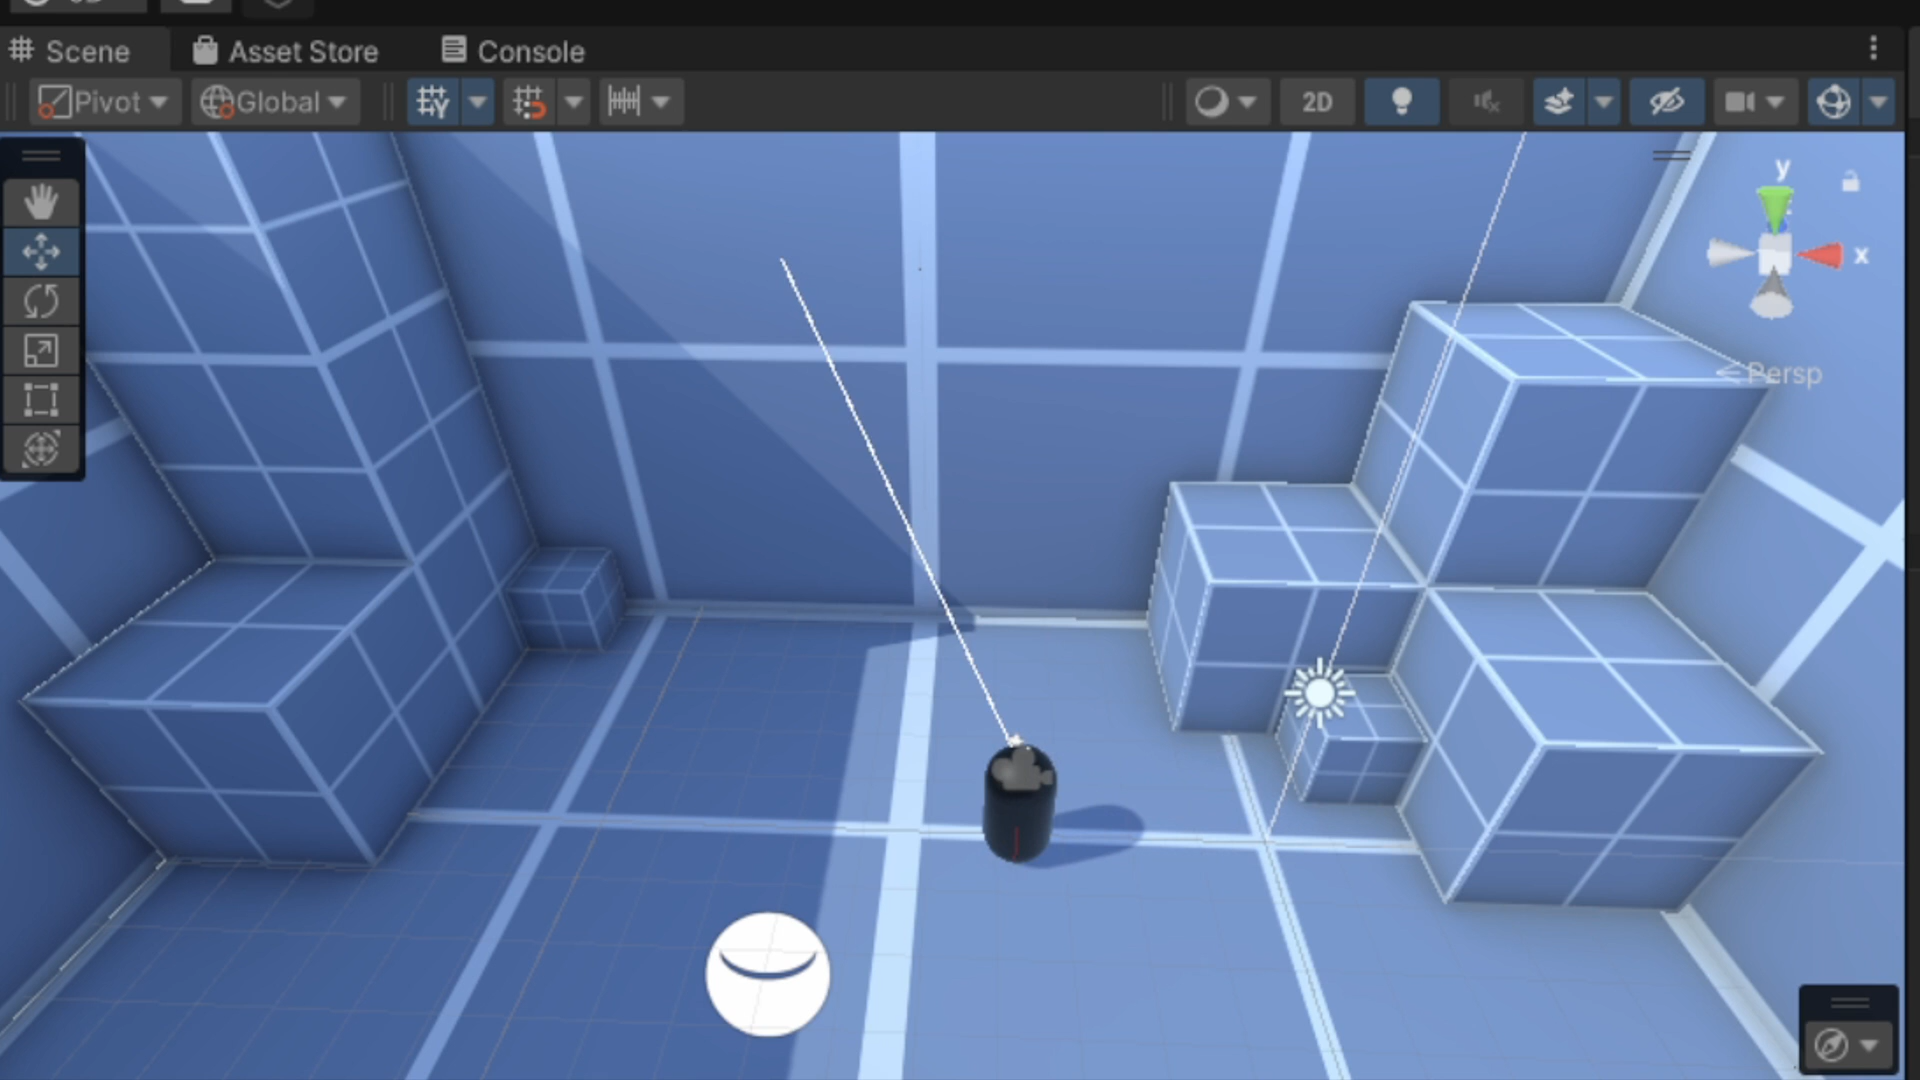 Scene Asset Store Console
Pivot Global 2D
y
x
Persp